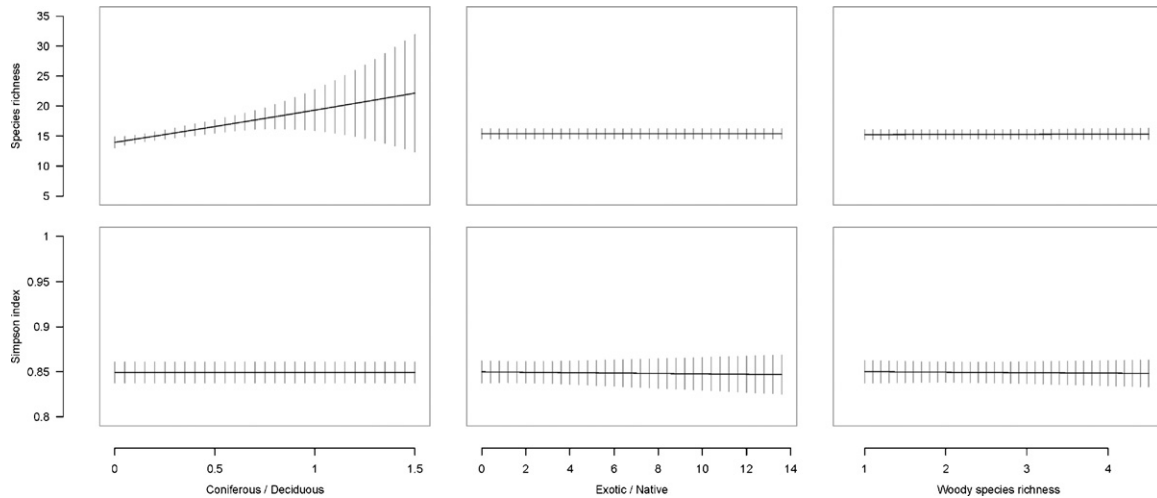 35
30
25
20
15
10
5
Species richness
1
0.95
0.9
0.85
0.8
Simpson index
0 0.5 1 1.5
Coniferous / Deciduous
0 2 4 6 8 10 12 14
Exotic / Native
1 2 3 4
Woody species richness